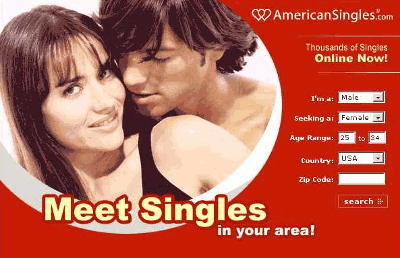 AmericanSingles.com
Thousands of Singles
Online Now!
I'm a: Male
Seeking a: Female
Age Range: 25 to 34
Country: USA
Zip Code:
search
Meet Singles
in your area!